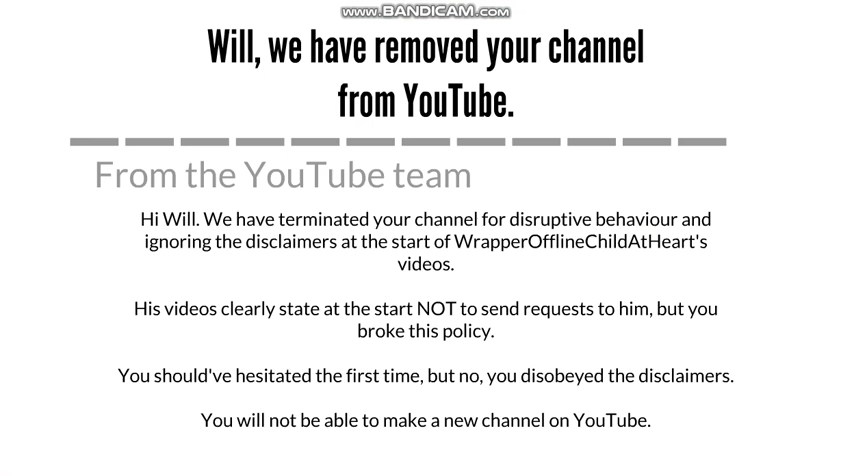 www.BANDICAM.com
Will, we have removed your channel
from YouTube.
From the YouTube team
Hi Will. We have terminated your channel for disruptive behaviour and
ignoring the disclaimers at the start of WrapperOfflineChildAtHeart's
videos.
His videos clearly state at the start NOT to send requests to him, but you
broke this policy.
You should've hesitated the first time, but no, you disobeyed the disclaimers.
You will not be able to make a new channel on YouTube.